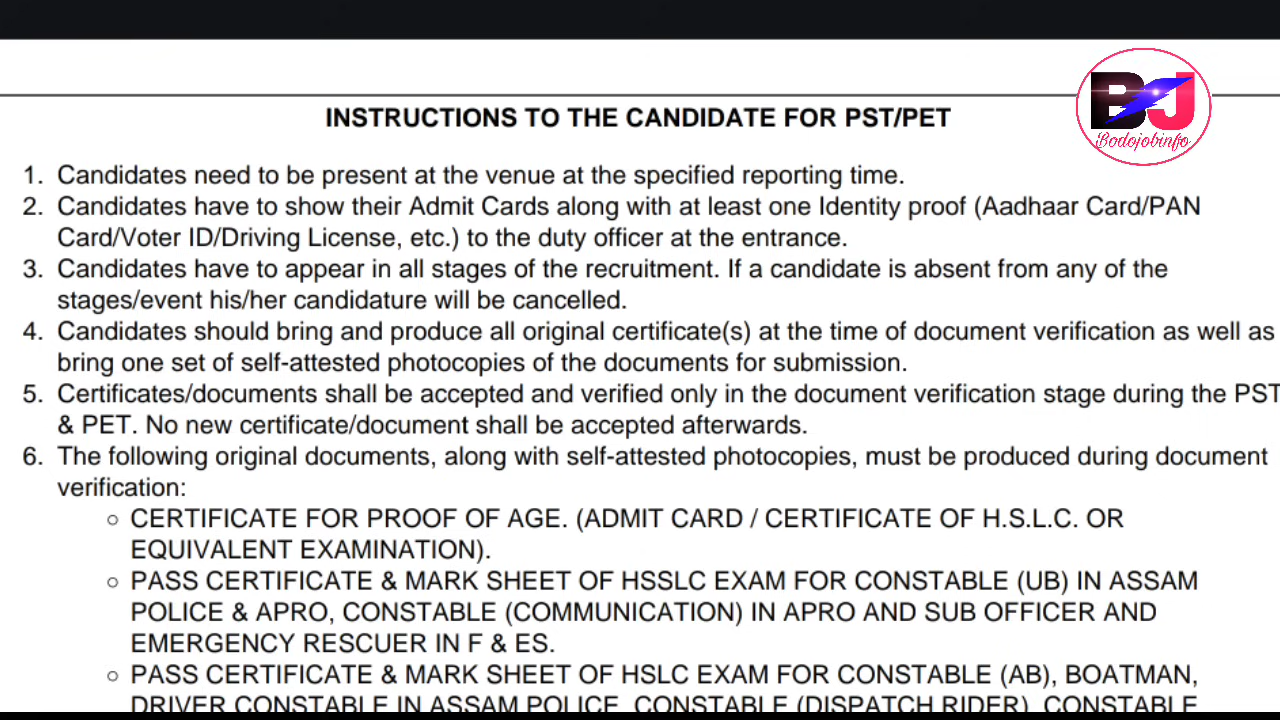 BJ
Bodojobinfo
INSTRUCTIONS TO THE CANDIDATE FOR PST/PET
1. Candidates need to be present at the venue at the specified reporting time.
2. Candidates have to show their Admit Cards along with at least one Identity proof (Aadhaar Card/PAN
Card/Voter ID/Driving License, etc.) to the duty officer at the entrance.
3. Candidates have to appear in all stages of the recruitment. If a candidate is absent from any of the
stages/event his/her candidature will be cancelled.
4. Candidates should bring and produce all original certificate(s) at the time of document verification as well as
bring one set of self-attested photocopies of the documents for submission.
5. Certificates/documents shall be accepted and verified only in the document verification stage during the PST
& PET. No new certificate/document shall be accepted afterwards.
6. The following original documents, along with self-attested photocopies, must be produced during document
verification:
○ CERTIFICATE FOR PROOF OF AGE. (ADMIT CARD / CERTIFICATE OF H.S.L.C. OR
EQUIVALENT EXAMINATION).
○ PASS CERTIFICATE & MARK SHEET OF HSSLC EXAM FOR CONSTABLE (UB) IN ASSAM
POLICE & APRO, CONSTABLE (COMMUNICATION) IN APRO AND SUB OFFICER AND
EMERGENCY RESCUER IN F & ES.
○ PASS CERTIFICATE & MARK SHEET OF HSLC EXAM FOR CONSTABLE (AB), BOATMAN,
DRIVER CONSTABLE IN ASSAM POLICE, CONSTABLE (DISPATCH RIDER), CONSTABLE